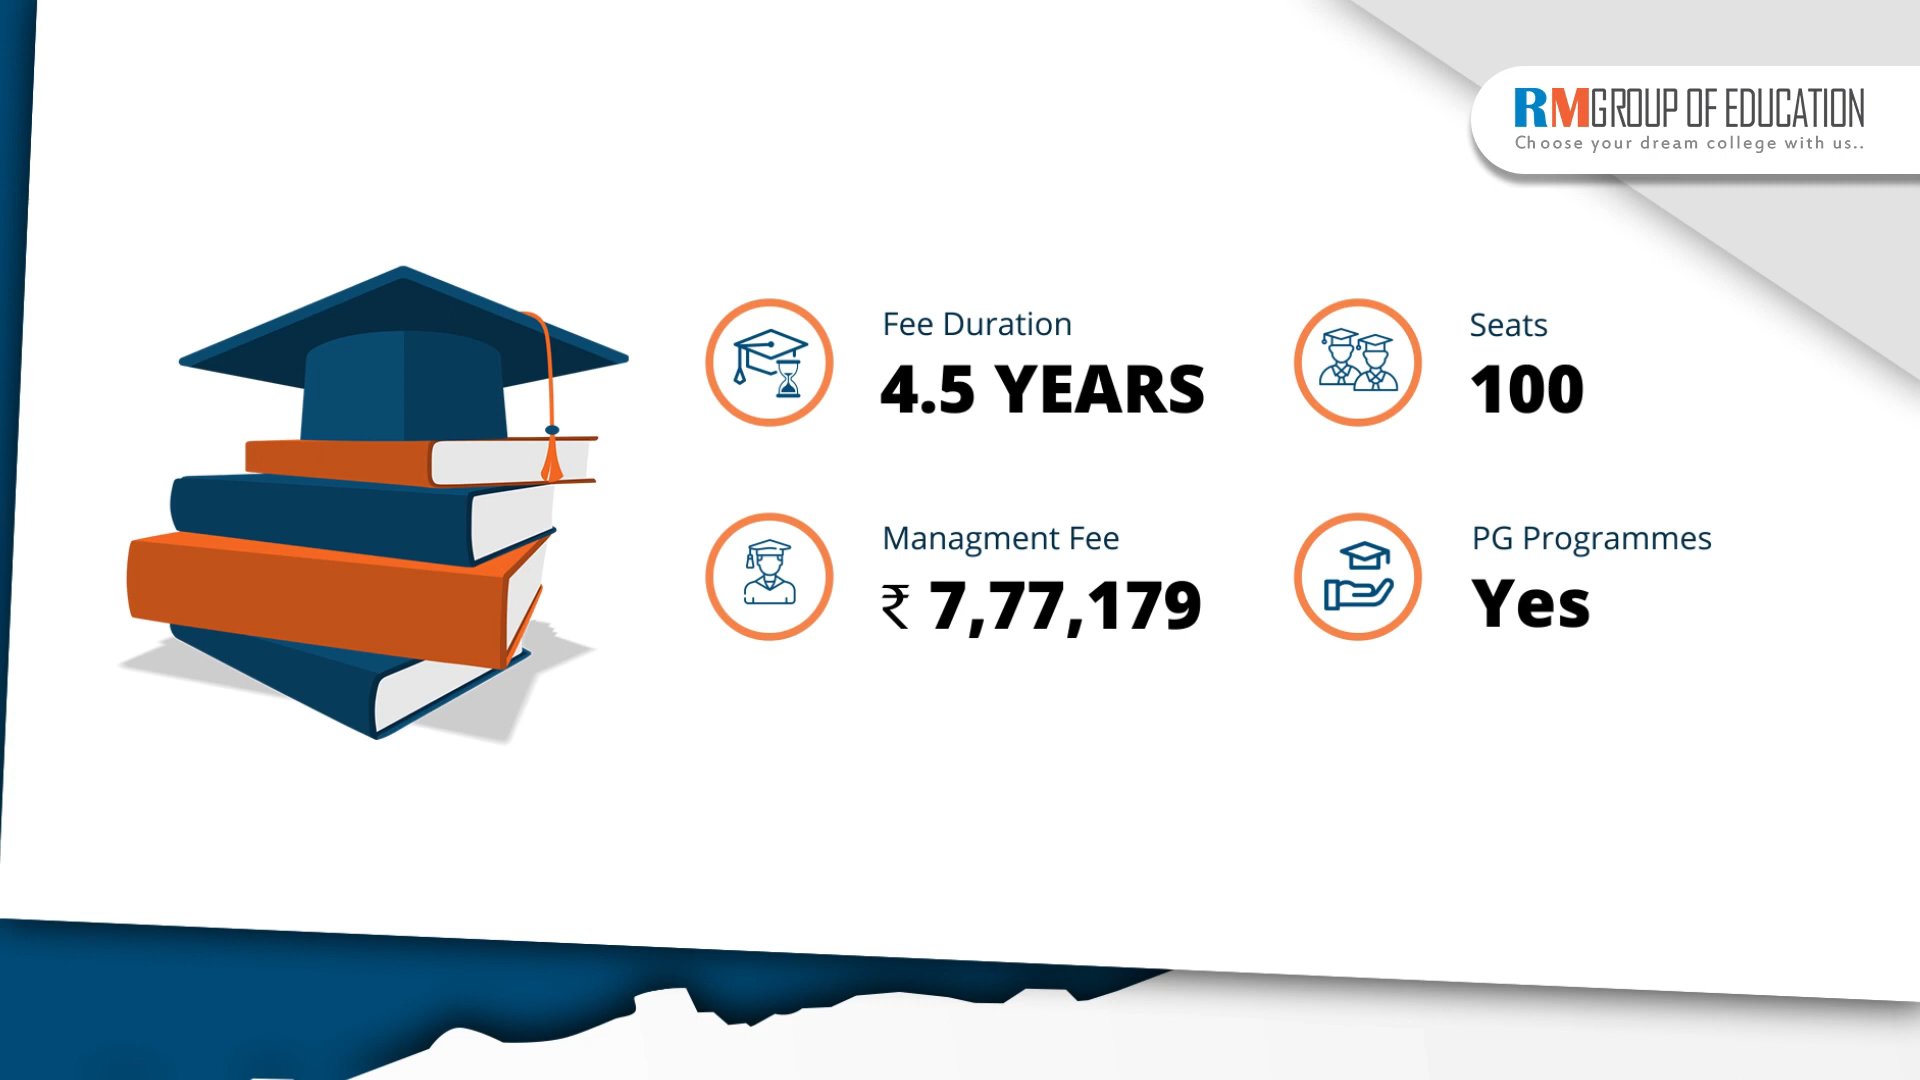 RMGROUP OF EDUCATION
Choose your dream college with us..
Fee Duration
4.5 YEARS
Seats
100
Managment Fee
₹ 7,77,179
PG Programmes
Yes